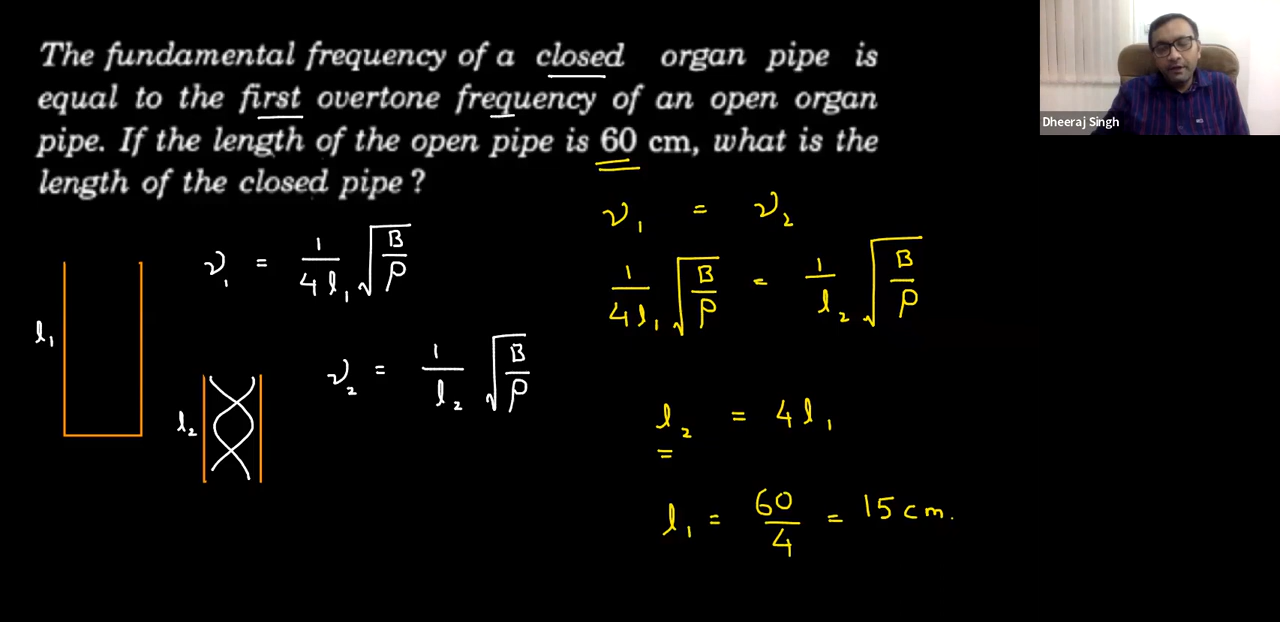 The fundamental frequency of a closed organ pipe is
equal to the first overtone frequency of an open organ
pipe. If the length of the open pipe is 60 cm, what is the
length of the closed pipe ?
Dheeraj Singh
ν₁ = 1/4l₁ √B/ρ
l₁
ν₂ = 1/l₂ √B/ρ
l₂
ν₁ = ν₂
1/4l₁ √B/ρ = 1/l₂ √B/ρ
l₂ = 4l₁
l₁ = 60/4 = 15 cm.